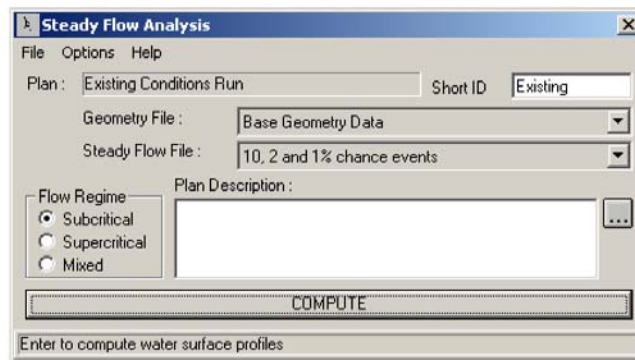 Steady Flow Analysis
File Options Help
Plan : Existing Conditions Run Short ID Existing
Geometry File : Base Geometry Data
Steady Flow File : 10, 2 and 1% chance events
Flow Regime
Subcritical
Supercritical
Mixed
Plan Description :
...
COMPUTE
Enter to compute water surface profiles